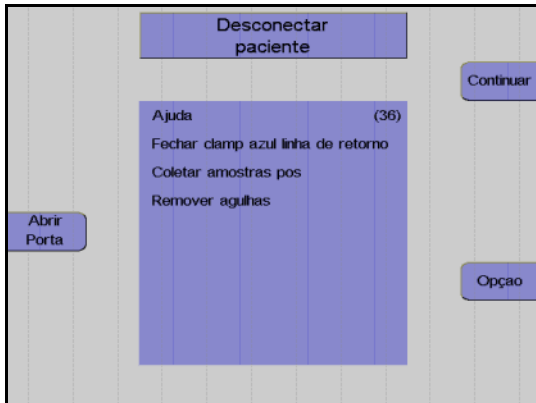 Desconectar
paciente
Continuar
Ajuda (36)
Fechar clamp azul linha de retorno
Coletar amostras pos
Remover agulhas
Abrir
Porta
Opçao